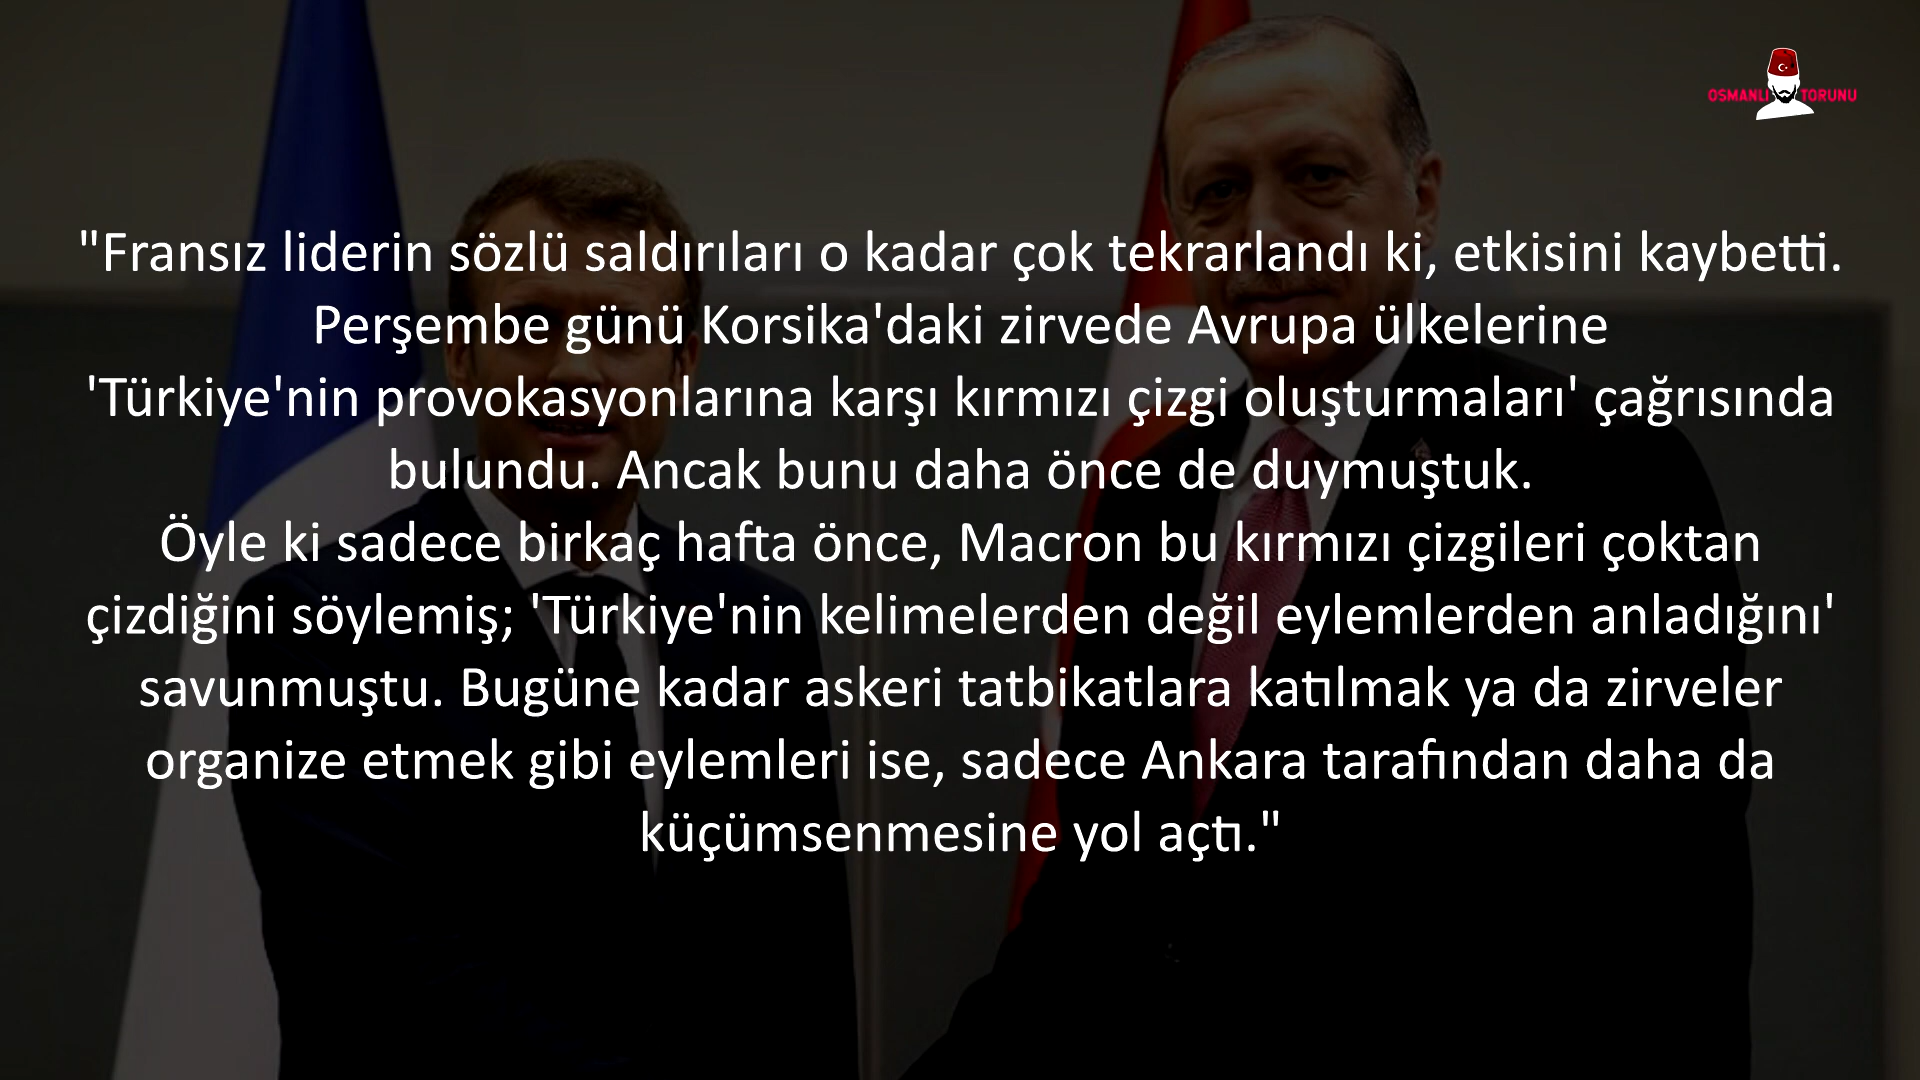 OSMANLI TORUNU
"Fransız liderin sözlü saldırıları o kadar çok tekrarlandı ki, etkisini kaybetti.
Perşembe günü Korsika'daki zirvede Avrupa ülkelerine
'Türkiye'nin provokasyonlarına karşı kırmızı çizgi oluşturmaları' çağrısında
bulundu. Ancak bunu daha önce de duymuştuk.
Öyle ki sadece birkaç hafta önce, Macron bu kırmızı çizgileri çoktan
çizdiğini söylemiş; 'Türkiye'nin kelimelerden değil eylemlerden anladığını'
savunmuştu. Bugüne kadar askeri tatbikatlara katılmak ya da zirveler
organize etmek gibi eylemleri ise, sadece Ankara tarafından daha da
küçümsenmesine yol açtı."